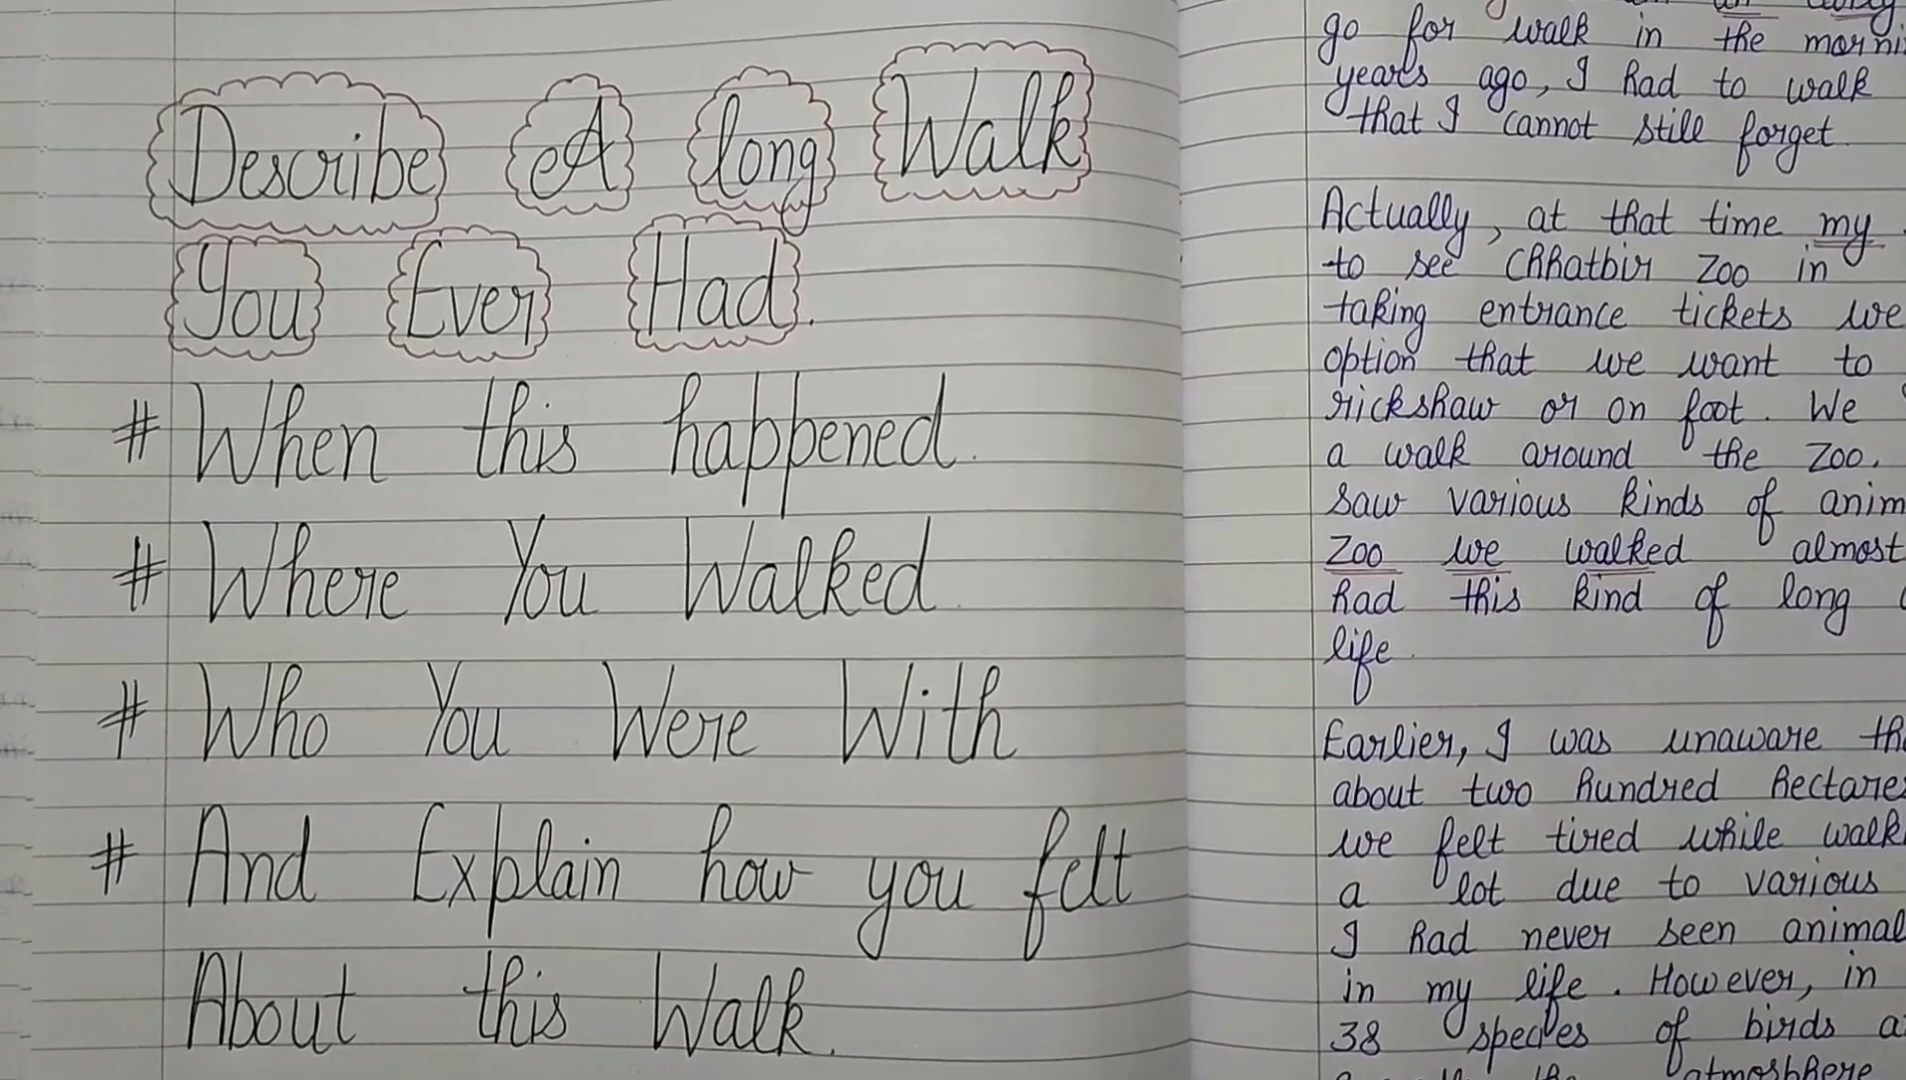 Describe A long Walk
You Ever Had.
# When this happened.
# Where You Walked
# Who You Were With
# And Explain how you felt
About this Walk.
go for walk in the
years ago, I had to walk
that I cannot still forget
Actually, at that time my
to see Chhatbir Zoo in
taking entrance tickets we
option that we want to
rickshaw or on foot. We
a walk around the Zoo.
saw various kinds of
Zoo we walked almost
had this kind of long
life.
Earlier, I was unaware
about two hundred
we felt tired while
a lot due to various
I had never seen
in my life. However, in
38 species of birds
atmosphere